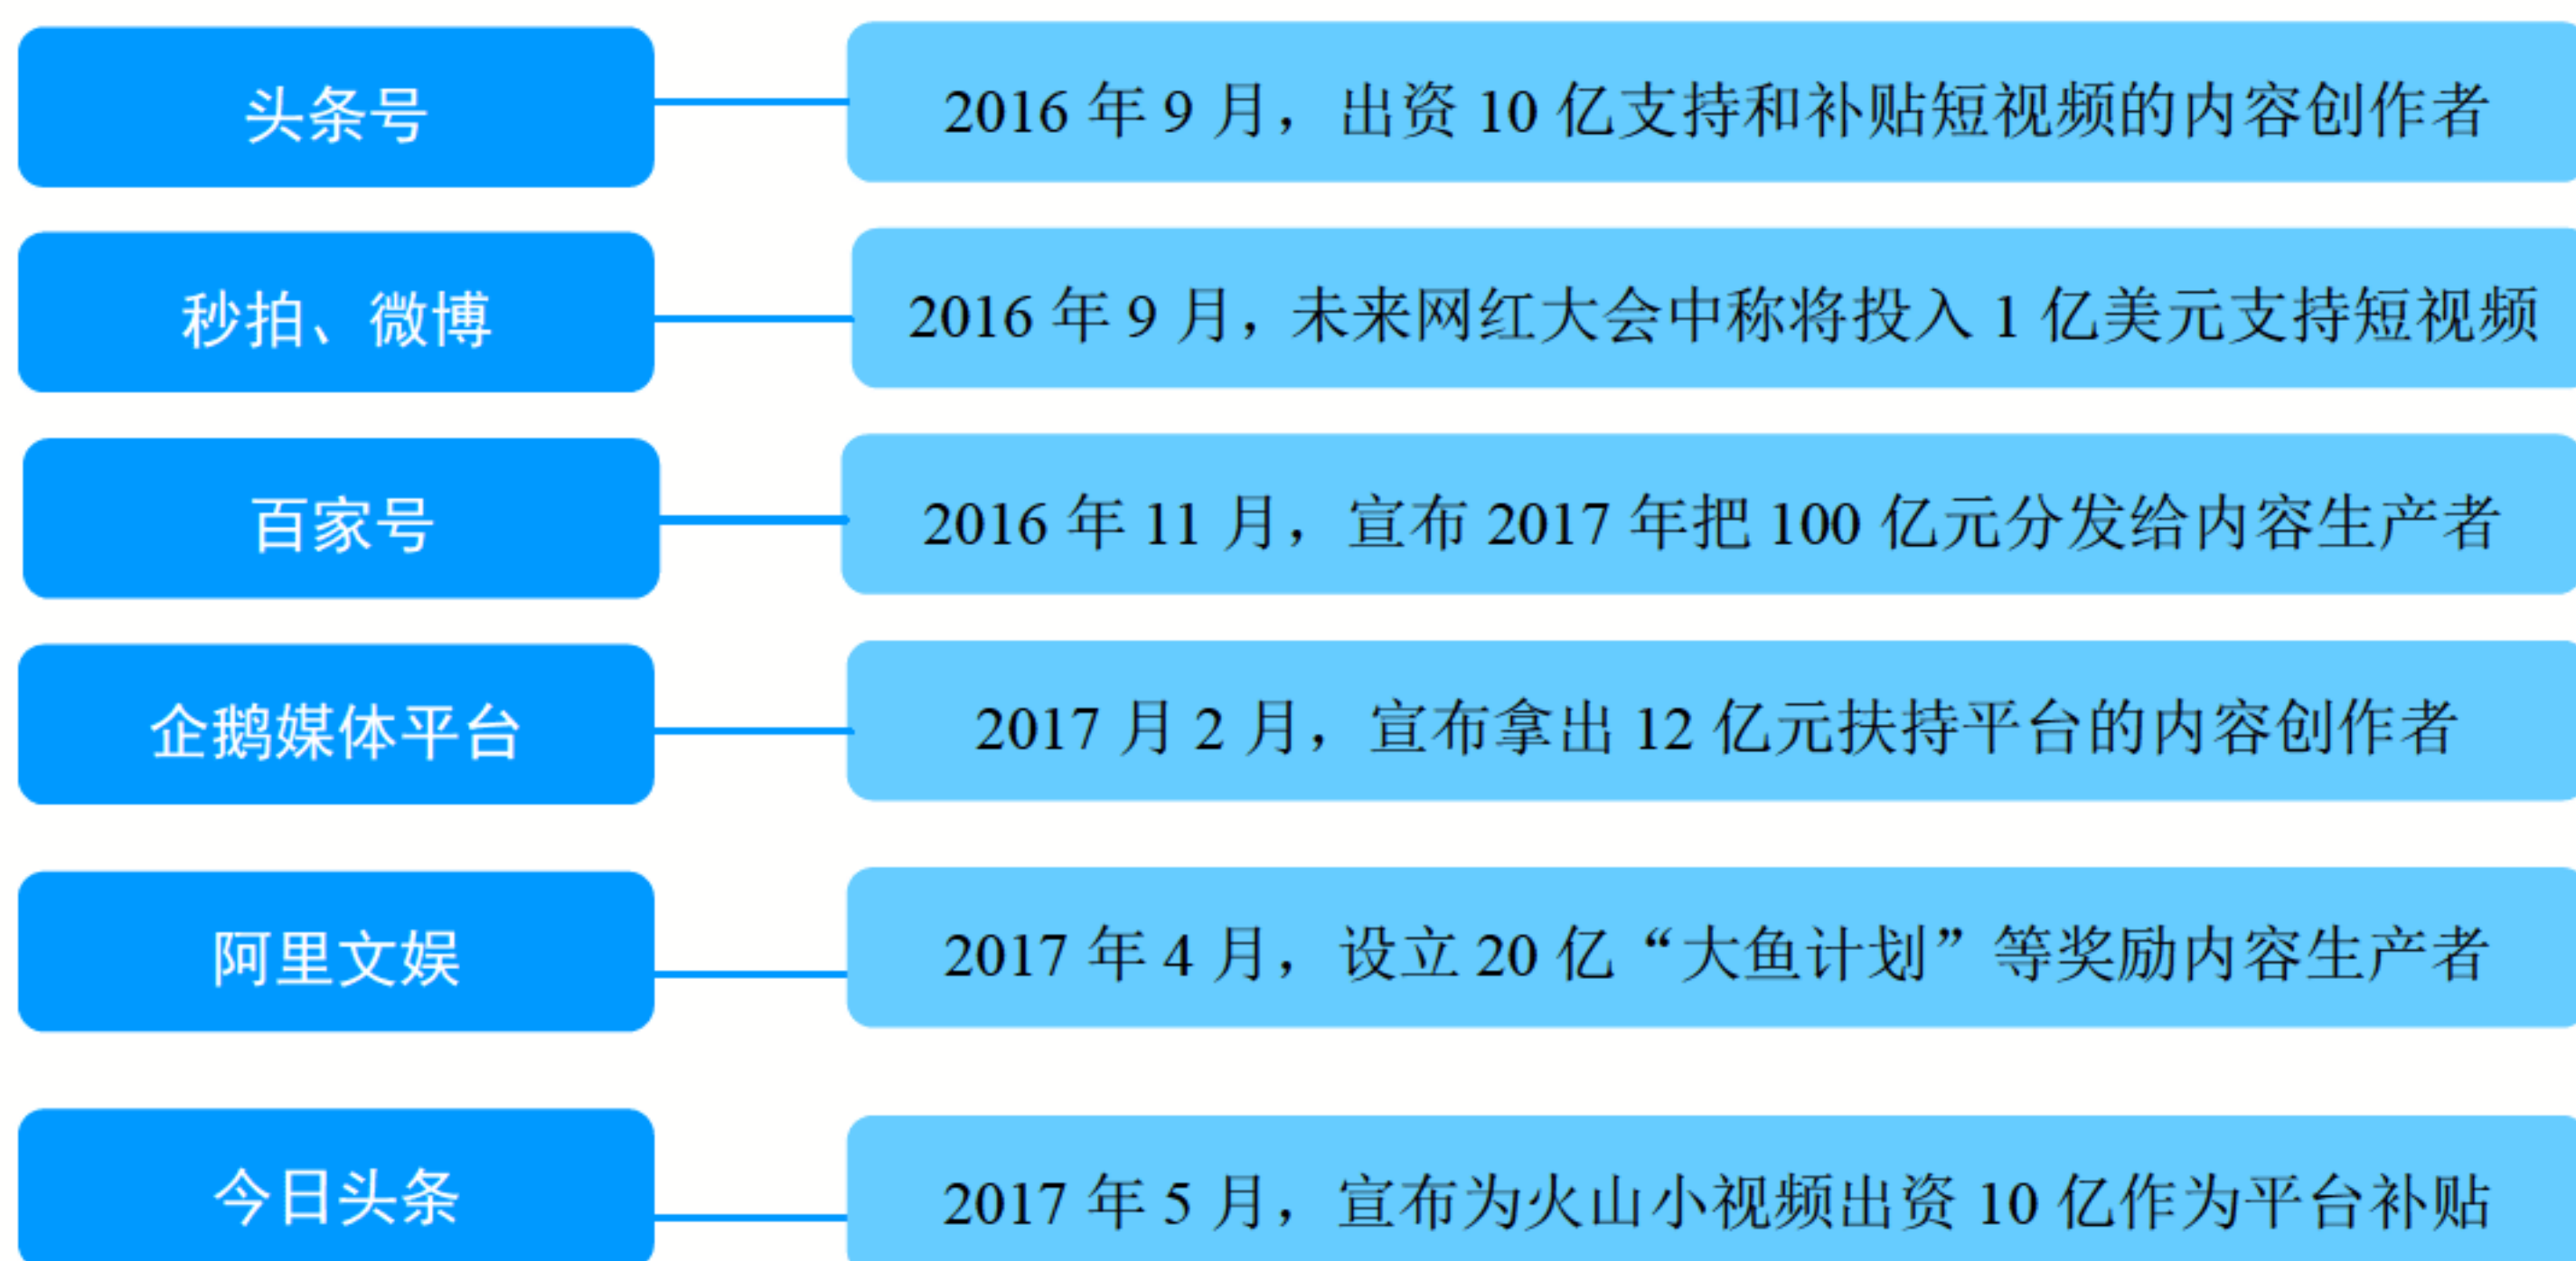 头条号
2016 年 9 月，出资 10 亿支持和补贴短视频的内容创作者
秒拍、微博
2016 年 9 月，未来网红大会中称将投入 1 亿美元支持短视频
百家号
2016 年 11 月，宣布 2017 年把 100 亿元分发给内容生产者
企鹅媒体平台
2017 月 2 月，宣布拿出 12 亿元扶持平台的内容创作者
阿里文娱
2017 年 4 月，设立 20 亿“大鱼计划”等奖励内容生产者
今日头条
2017 年 5 月，宣布为火山小视频出资 10 亿作为平台补贴